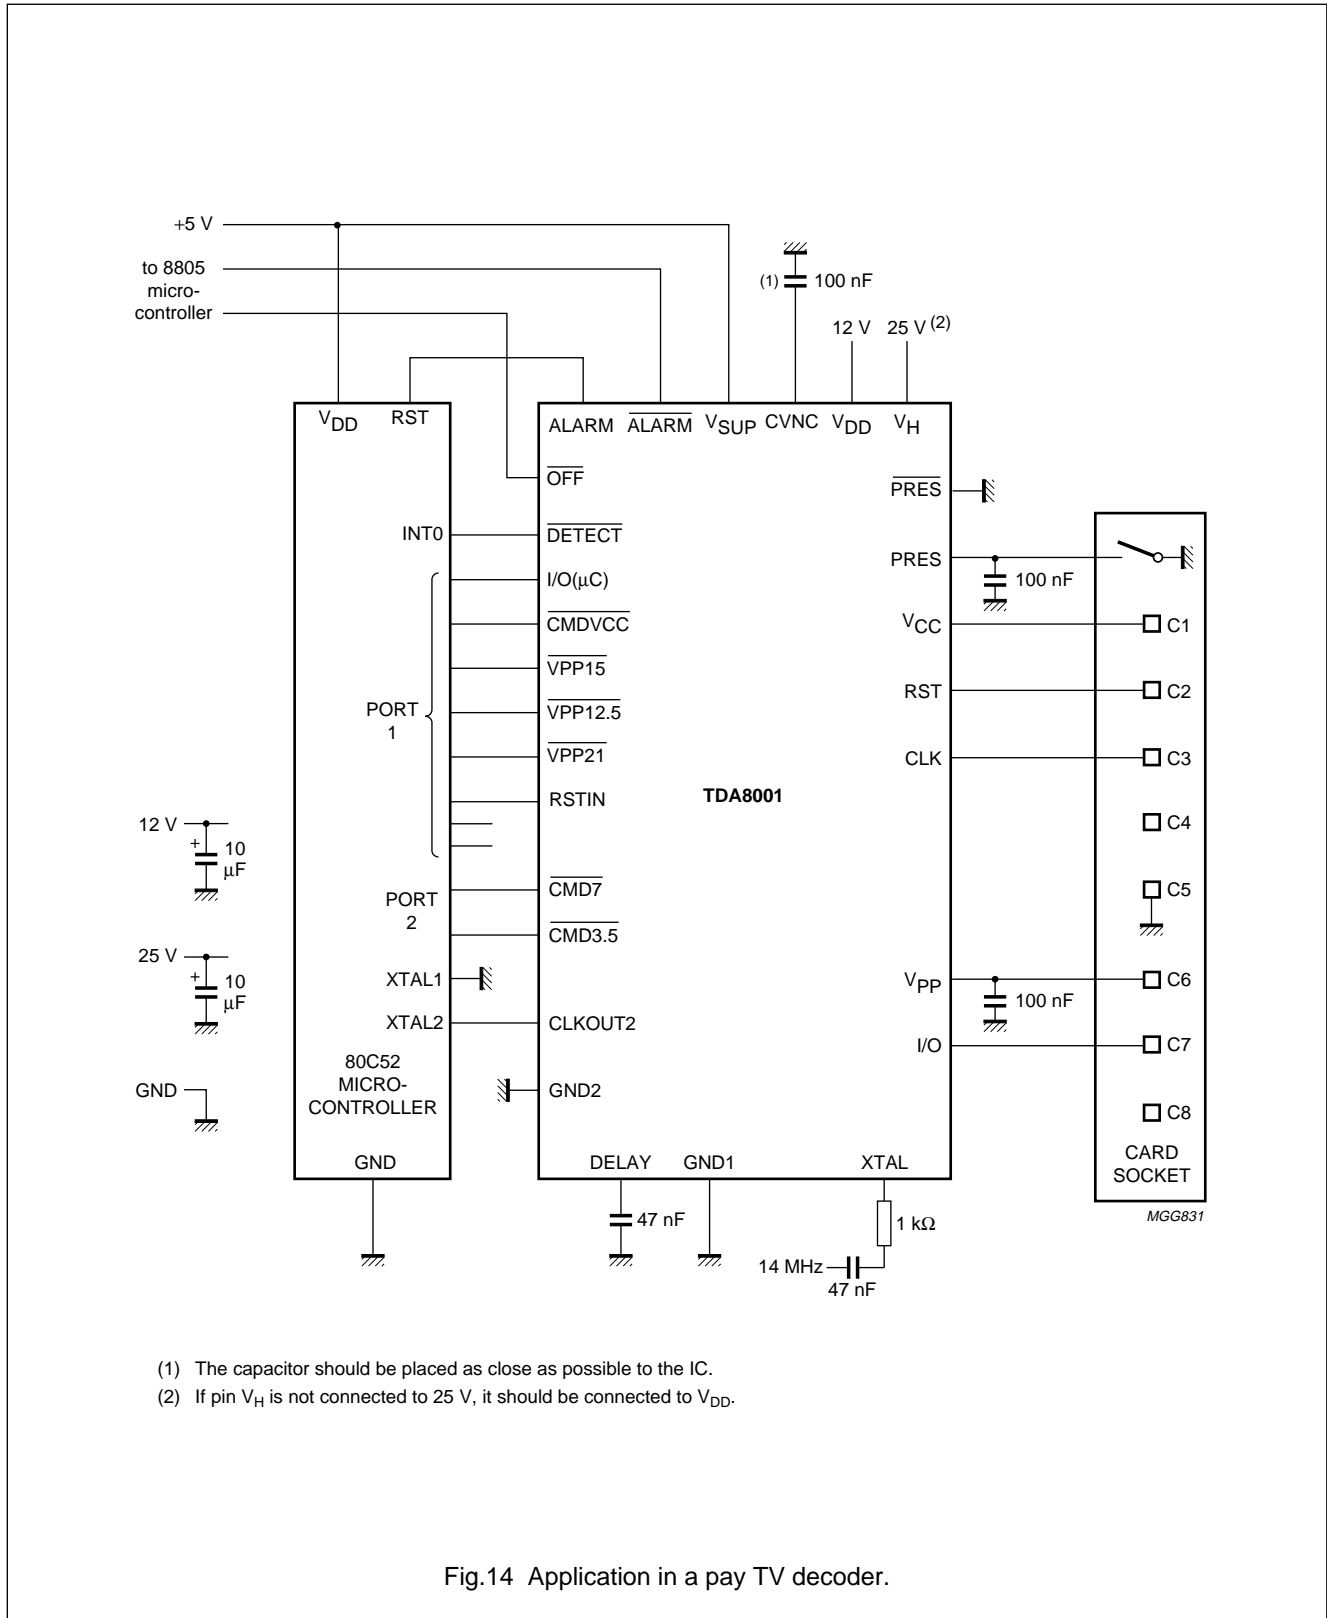 +5 V
to 8805
micro-
controller
(1) 100 nF
12 V 25 V (2)
VDD RST
ALARM ALARM VSUP CVNC VDD VH
OFF
PRES
INT0 DETECT
PRES
100 nF
I/O(μC)
CMDVCC
VCC C1
VPP15
RST C2
PORT
1
VPP12.5
VPP21
CLK C3
TDA8001
RSTIN
12 V
+ 10
μF
C4
PORT
2
CMD7
C5
CMD3.5
25 V
+ 10
μF
XTAL1
VPP C6
100 nF
XTAL2 CLKOUT2
I/O C7
80C52
MICRO-
CONTROLLER
GND
GND2
C8
CARD
SOCKET
GND
DELAY GND1 XTAL
MGG831
47 nF
1 kΩ
14 MHz
47 nF
(1) The capacitor should be placed as close as possible to the IC.
(2) If pin VH is not connected to 25 V, it should be connected to VDD.
Fig.14 Application in a pay TV decoder.